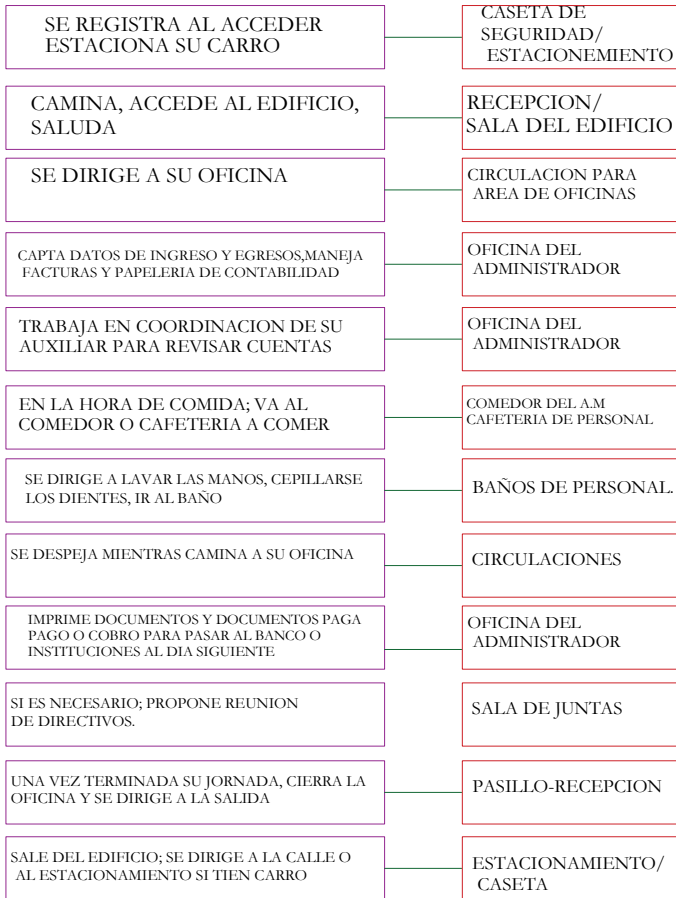 SE REGISTRA AL ACCEDER
ESTACIONA SU CARRO
CASETA DE
SEGURIDAD/
ESTACIONEMIENTO
CAMINA, ACCEDE AL EDIFICIO,
SALUDA
RECEPCION/
SALA DEL EDIFICIO
SE DIRIGE A SU OFICINA
CIRCULACION PARA
AREA DE OFICINAS
CAPTA DATOS DE INGRESO Y EGRESOS,MANEJA
FACTURAS Y PAPELERIA DE CONTABILIDAD
OFICINA DEL
ADMINISTRADOR
TRABAJA EN COORDINACION DE SU
AUXILIAR PARA REVISAR CUENTAS
OFICINA DEL
ADMINISTRADOR
EN LA HORA DE COMIDA; VA AL
COMEDOR O CAFETERIA A COMER
COMEDOR DEL A.M
CAFETERIA DE PERSONAL
SE DIRIGE A LAVAR LAS MANOS, CEPILLARSE
LOS DIENTES, IR AL BAÑO
BAÑOS DE PERSONAL.
SE DESPEJA MIENTRAS CAMINA A SU OFICINA
CIRCULACIONES
IMPRIME DOCUMENTOS Y DOCUMENTOS PAGA
PAGO O COBRO PARA PASAR AL BANCO O
INSTITUCIONES AL DIA SIGUIENTE
OFICINA DEL
ADMINISTRADOR
SI ES NECESARIO; PROPONE REUNION
DE DIRECTIVOS.
SALA DE JUNTAS
UNA VEZ TERMINADA SU JORNADA, CIERRA LA
OFICINA Y SE DIRIGE A LA SALIDA
PASILLO-RECEPCION
SALE DEL EDIFICIO; SE DIRIGE A LA CALLE O
AL ESTACIONAMIENTO SI TIEN CARRO
ESTACIONAMIENTO/
CASETA